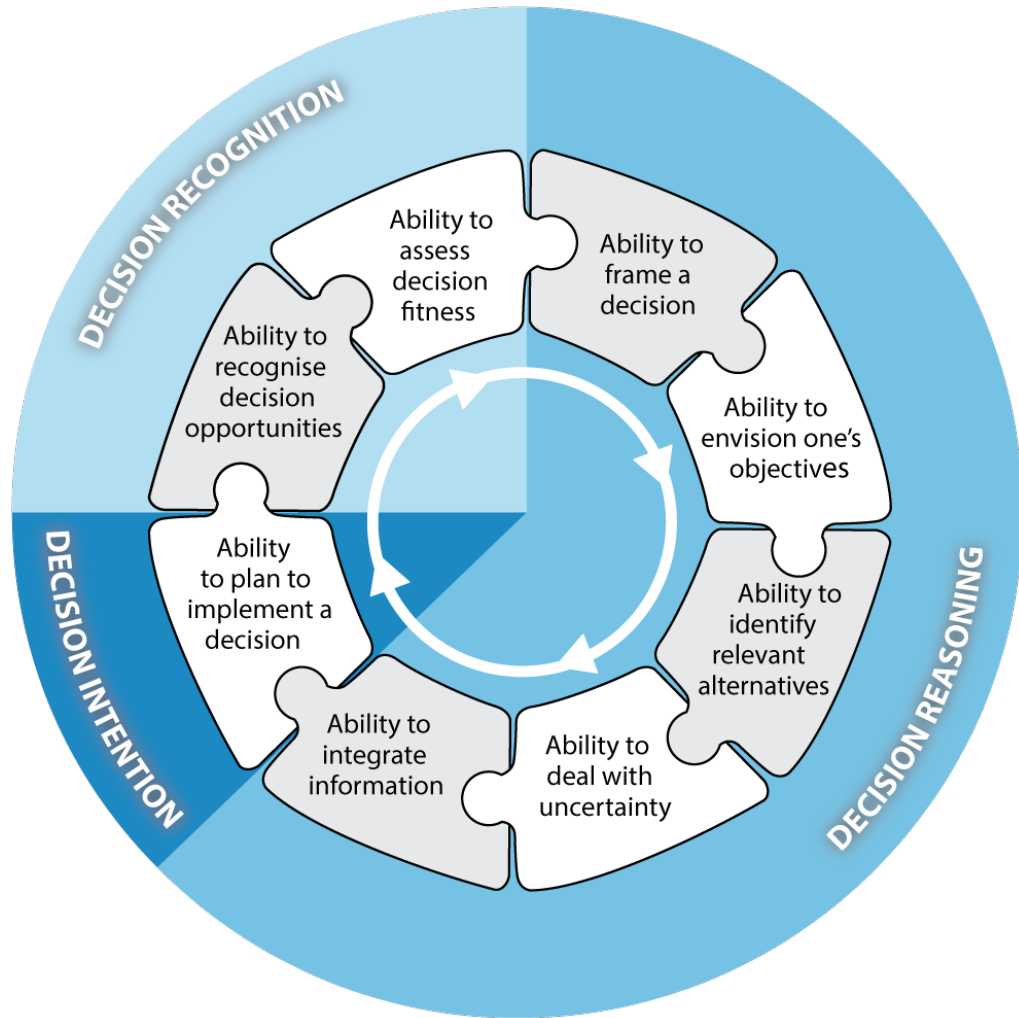 DECISION RECOGNITION
Ability to
assess
decision
fitness
Ability to
frame a
decision
Ability to
recognise
decision
opportunities
Ability to
envision one's
objectives
Ability
to plan to
implement a
decision
Ability to
identify
relevant
alternatives
Ability to
integrate
information
Ability to
deal with
uncertainty
DECISION INTENTION
DECISION REASONING